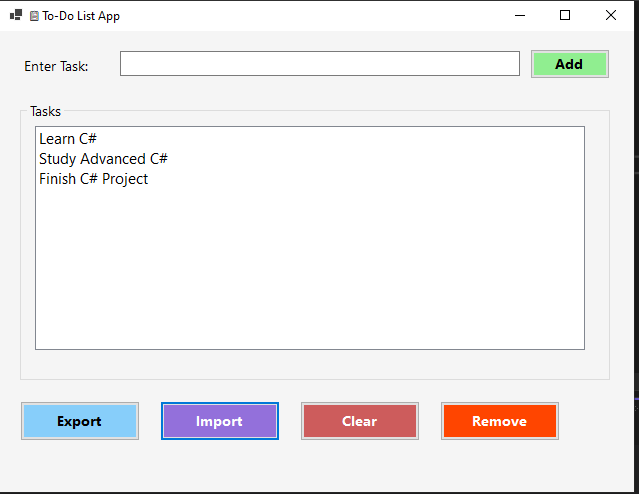 To-Do List App
Enter Task:
Add
Tasks
Learn C#
Study Advanced C#
Finish C# Project
Export
Import
Clear
Remove